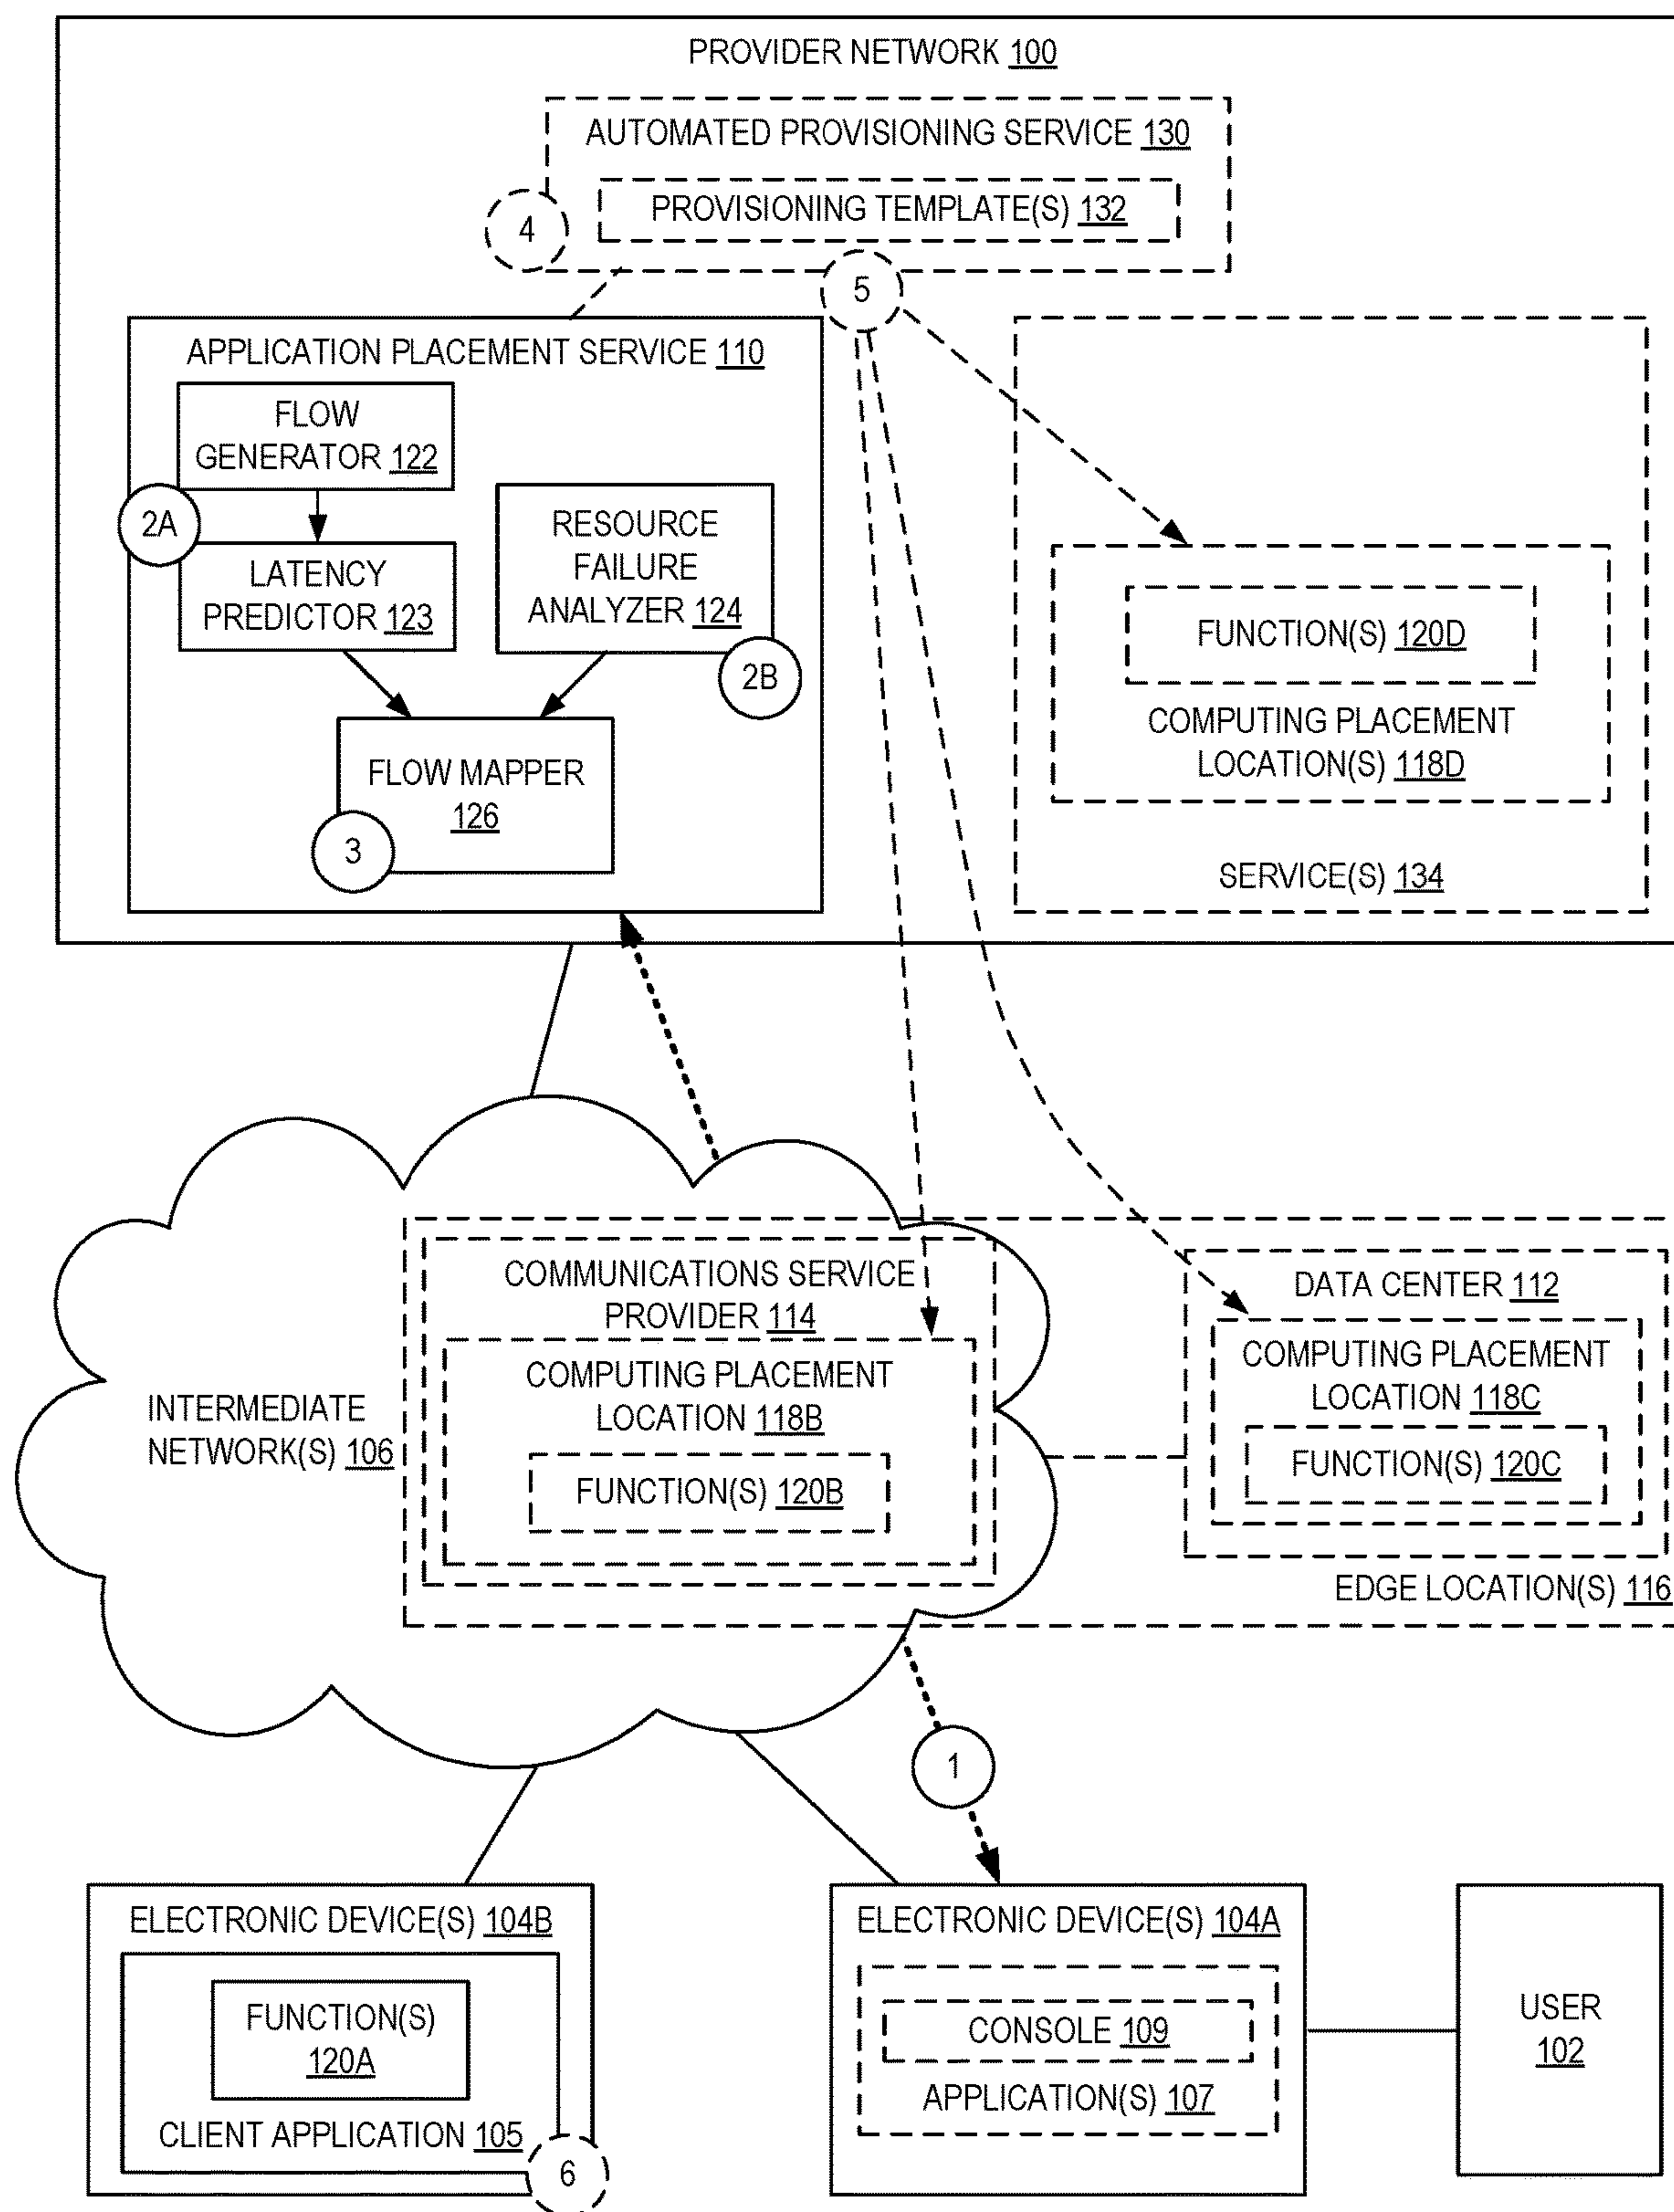 PROVIDER NETWORK 100
AUTOMATED PROVISIONING SERVICE 130
PROVISIONING TEMPLATE(S) 132
4
5
APPLICATION PLACEMENT SERVICE 110
FLOW
GENERATOR 122
2A
LATENCY
PREDICTOR 123
RESOURCE
FAILURE
ANALYZER 124
2B
FLOW MAPPER
126
3
FUNCTION(S) 120D
COMPUTING PLACEMENT
LOCATION(S) 118D
SERVICE(S) 134
INTERMEDIATE
NETWORK(S) 106
COMMUNICATIONS SERVICE
PROVIDER 114
COMPUTING PLACEMENT
LOCATION 118B
FUNCTION(S) 120B
DATA CENTER 112
COMPUTING PLACEMENT
LOCATION 118C
FUNCTION(S) 120C
EDGE LOCATION(S) 116
1
ELECTRONIC DEVICE(S) 104B
FUNCTION(S)
120A
CLIENT APPLICATION 105
6
ELECTRONIC DEVICE(S) 104A
CONSOLE 109
APPLICATION(S) 107
USER
102